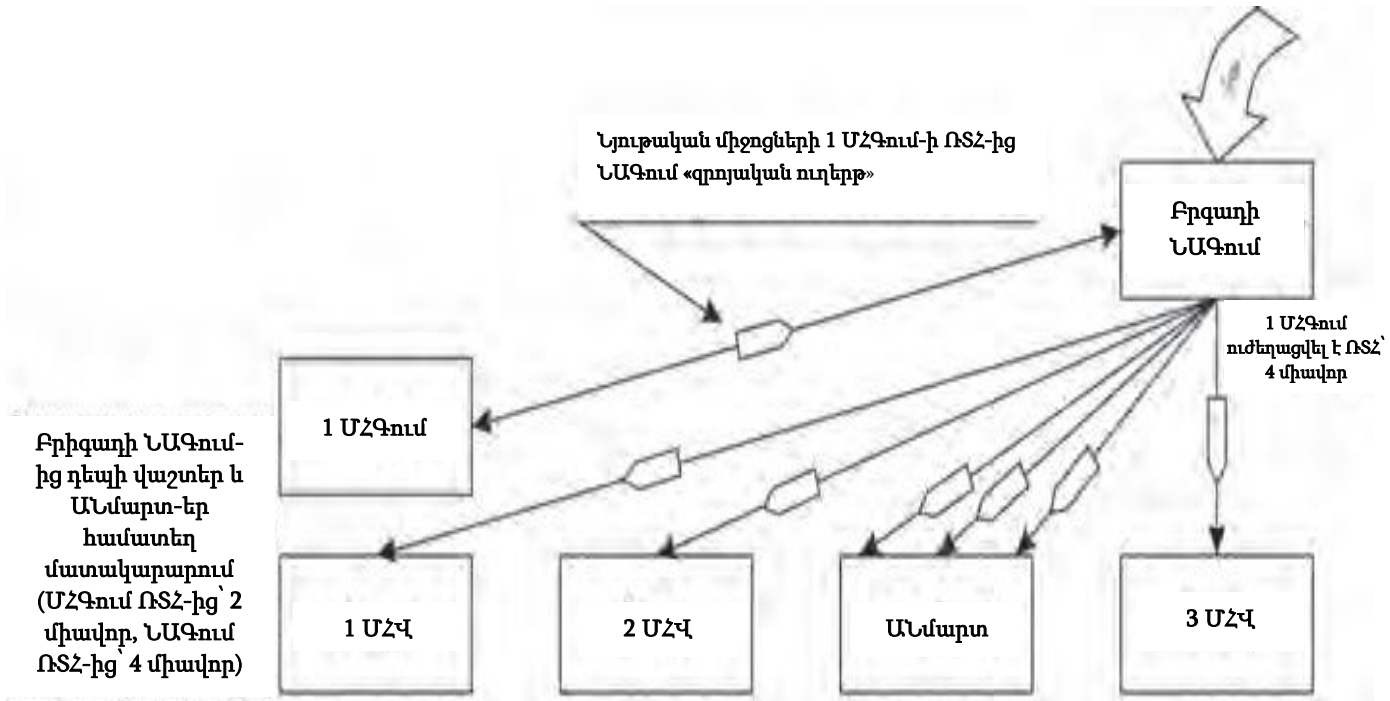 Նյութական միջոցների 1 ՄՀԳում-ի ՌՏՀ-ից
ՆԱԳում «զրոյական ուղերթ»
Բրգադի
ՆԱԳում
1 ՄՀԳում
ուժեղացվել է ՌՏՀ՝
4 միավոր
1 ՄՀԳում
Բրիգադի ՆԱԳում-
ից դեպի վաշտեր և
ԱՆմարտ-եր
համատեղ
մատակարարում
(ՄՀԳում ՌՏՀ-ից՝ 2
միավոր, ՆԱԳում
ՌՏՀ-ից՝ 4 միավոր)
1 ՄՀՎ
2 ՄՀՎ
ԱՆմարտ
3 ՄՀՎ